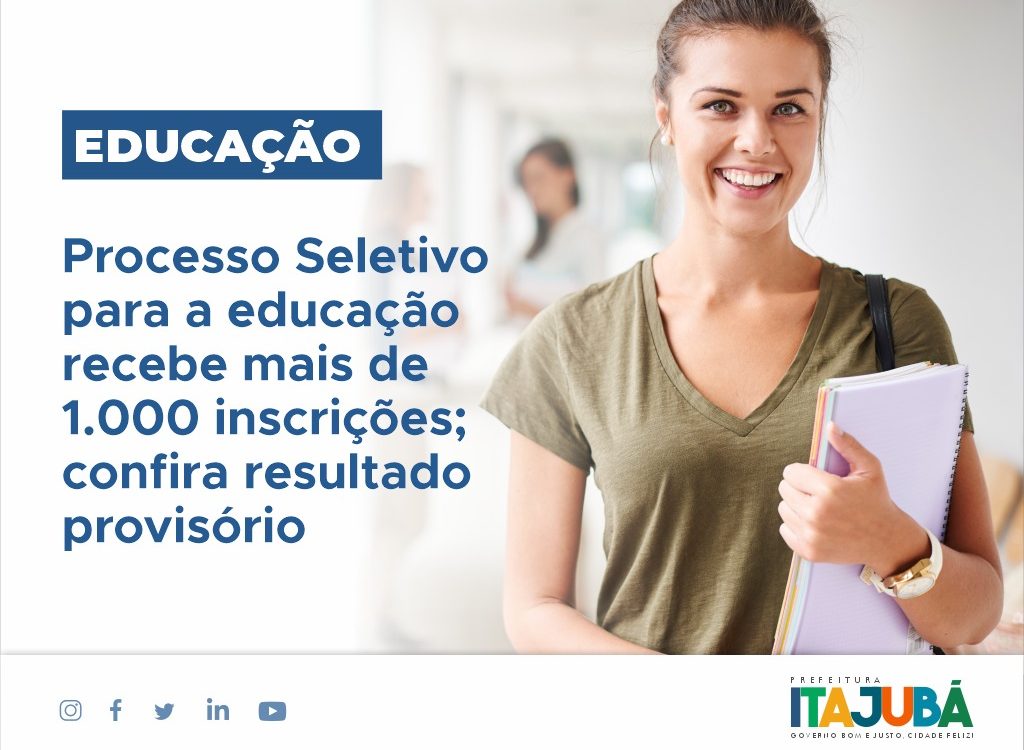 EDUCAÇÃO
Processo Seletivo
para a educação
recebe mais de
1.000 inscrições;
confira resultado
provisório
PREFEITURA
ITAJUBÁ
GOVERNO BOM E JUSTO, CIDADE FELIZ!